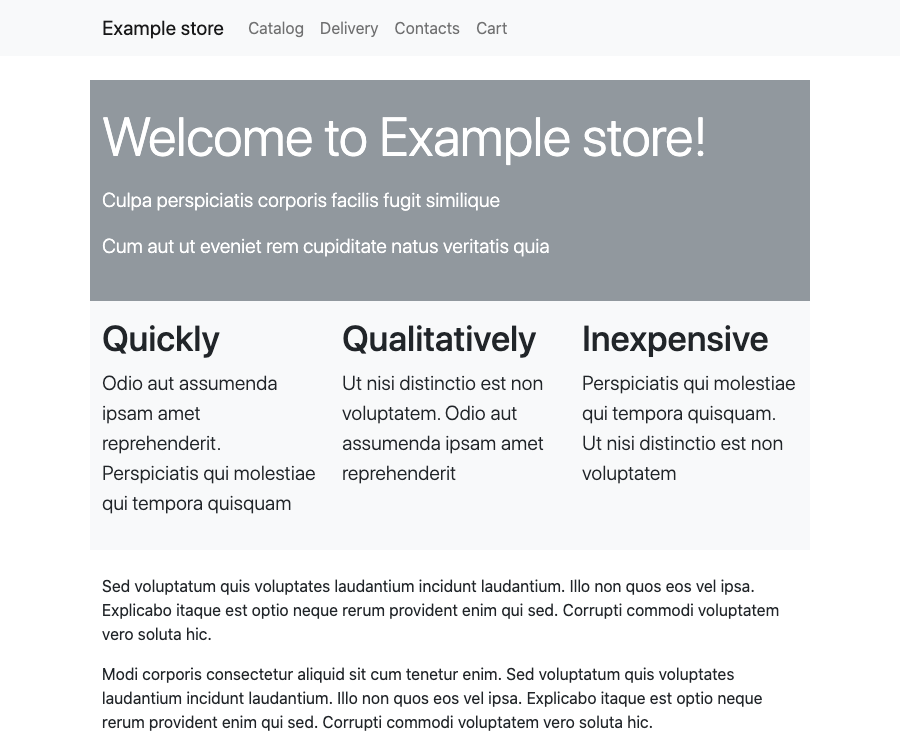 Example store Catalog Delivery Contacts Cart
Welcome to Example store!
Culpa perspiciatis corporis facilis fugit similique
Cum aut ut eveniet rem cupiditate natus veritatis quia
Quickly
Odio aut assumenda
ipsam amet
reprehenderit.
Perspiciatis qui molestiae
qui tempora quisquam
Qualitatively
Ut nisi distinctio est non
voluptatem. Odio aut
assumenda ipsam amet
reprehenderit
Inexpensive
Perspiciatis qui molestiae
qui tempora quisquam.
Ut nisi distinctio est non
voluptatem
Sed voluptatum quis voluptates laudantium incidunt laudantium. Illo non quos eos vel ipsa.
Explicabo itaque est optio neque rerum provident enim qui sed. Corrupti commodi voluptatem
vero soluta hic.
Modi corporis consectetur aliquid sit cum tenetur enim. Sed voluptatum quis voluptates
laudantium incidunt laudantium. Illo non quos eos vel ipsa. Explicabo itaque est optio neque
rerum provident enim qui sed. Corrupti commodi voluptatem vero soluta hic.